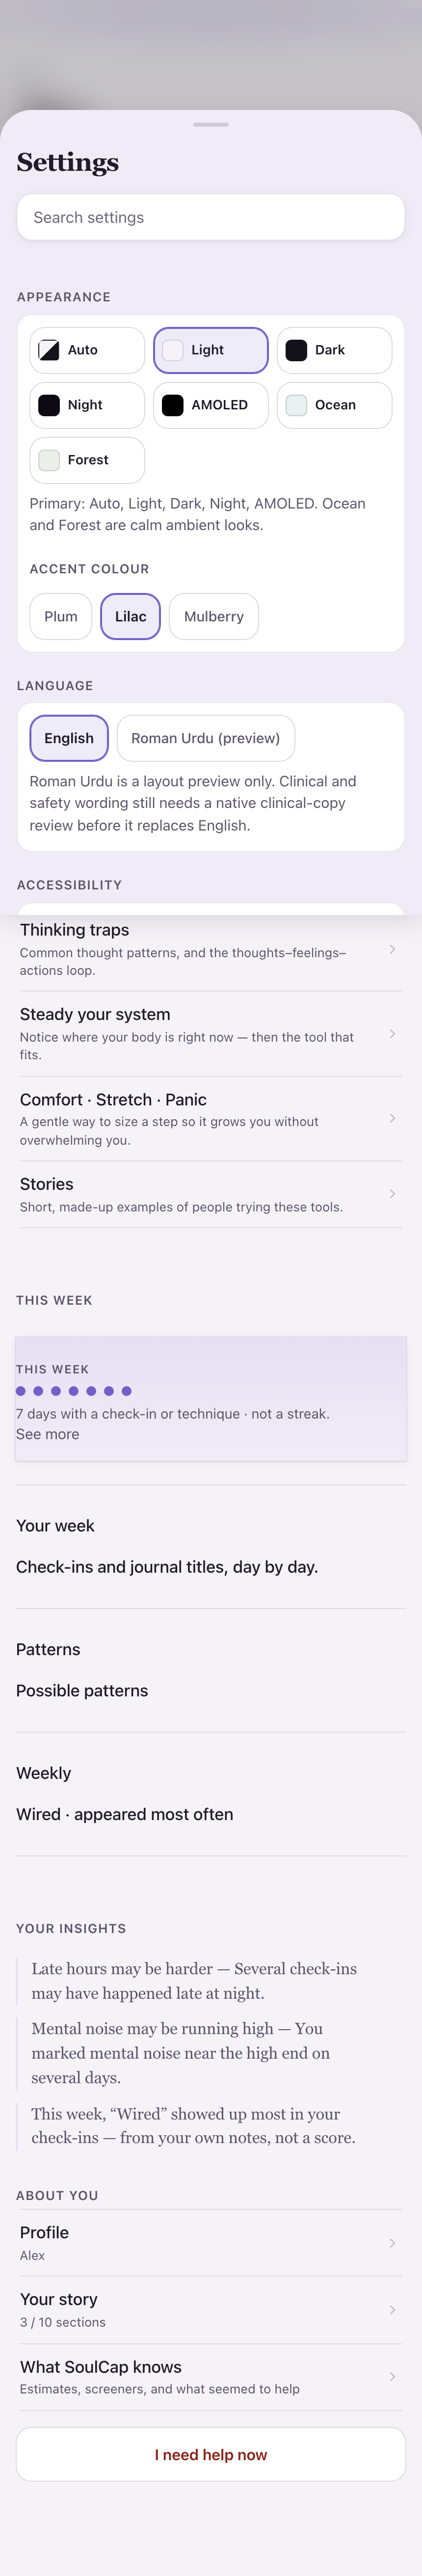 Settings
Search settings
APPEARANCE
Auto
Light
Dark
Night
AMOLED
Ocean
Forest
Primary: Auto, Light, Dark, Night, AMOLED. Ocean
and Forest are calm ambient looks.
ACCENT COLOUR
Plum
Lilac
Mulberry
LANGUAGE
English
Roman Urdu (preview)
Roman Urdu is a layout preview only. Clinical and
safety wording still needs a native clinical-copy
review before it replaces English.
ACCESSIBILITY
Thinking traps
Common thought patterns, and the thoughts–feelings–
actions loop.
Steady your system
Notice where your body is right now — then the tool that
fits.
Comfort · Stretch · Panic
A gentle way to size a step so it grows you without
overwhelming you.
Stories
Short, made-up examples of people trying these tools.
THIS WEEK
THIS WEEK
7 days with a check-in or technique · not a streak.
See more
Your week
Check-ins and journal titles, day by day.
Patterns
Possible patterns
Weekly
Wired · appeared most often
YOUR INSIGHTS
Late hours may be harder — Several check-ins
may have happened late at night.
Mental noise may be running high — You
marked mental noise near the high end on
several days.
This week, “Wired” showed up most in your
check-ins — from your own notes, not a score.
ABOUT YOU
Profile
Alex
Your story
3 / 10 sections
What SoulCap knows
Estimates, screeners, and what seemed to help
I need help now